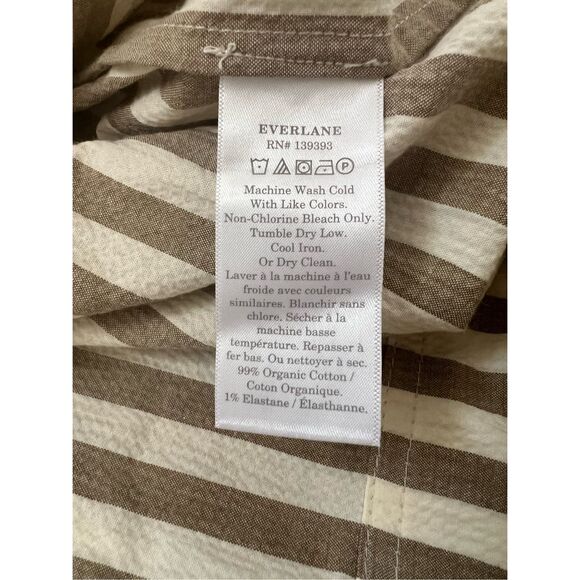 EVERLANE
RN# 139393
P
Machine Wash Cold
With Like Colors.
Non-Chlorine Bleach Only.
Tumble Dry Low.
Cool Iron.
Or Dry Clean.
Laver à la machine à l'eau
froide avec couleurs
similaires. Blanchir sans
chlore. Sécher à la
machine basse
température. Repasser à
fer bas. Ou nettoyer à sec.
99% Organic Cotton /
Coton Organique.
1% Elastane / Élasthanne.